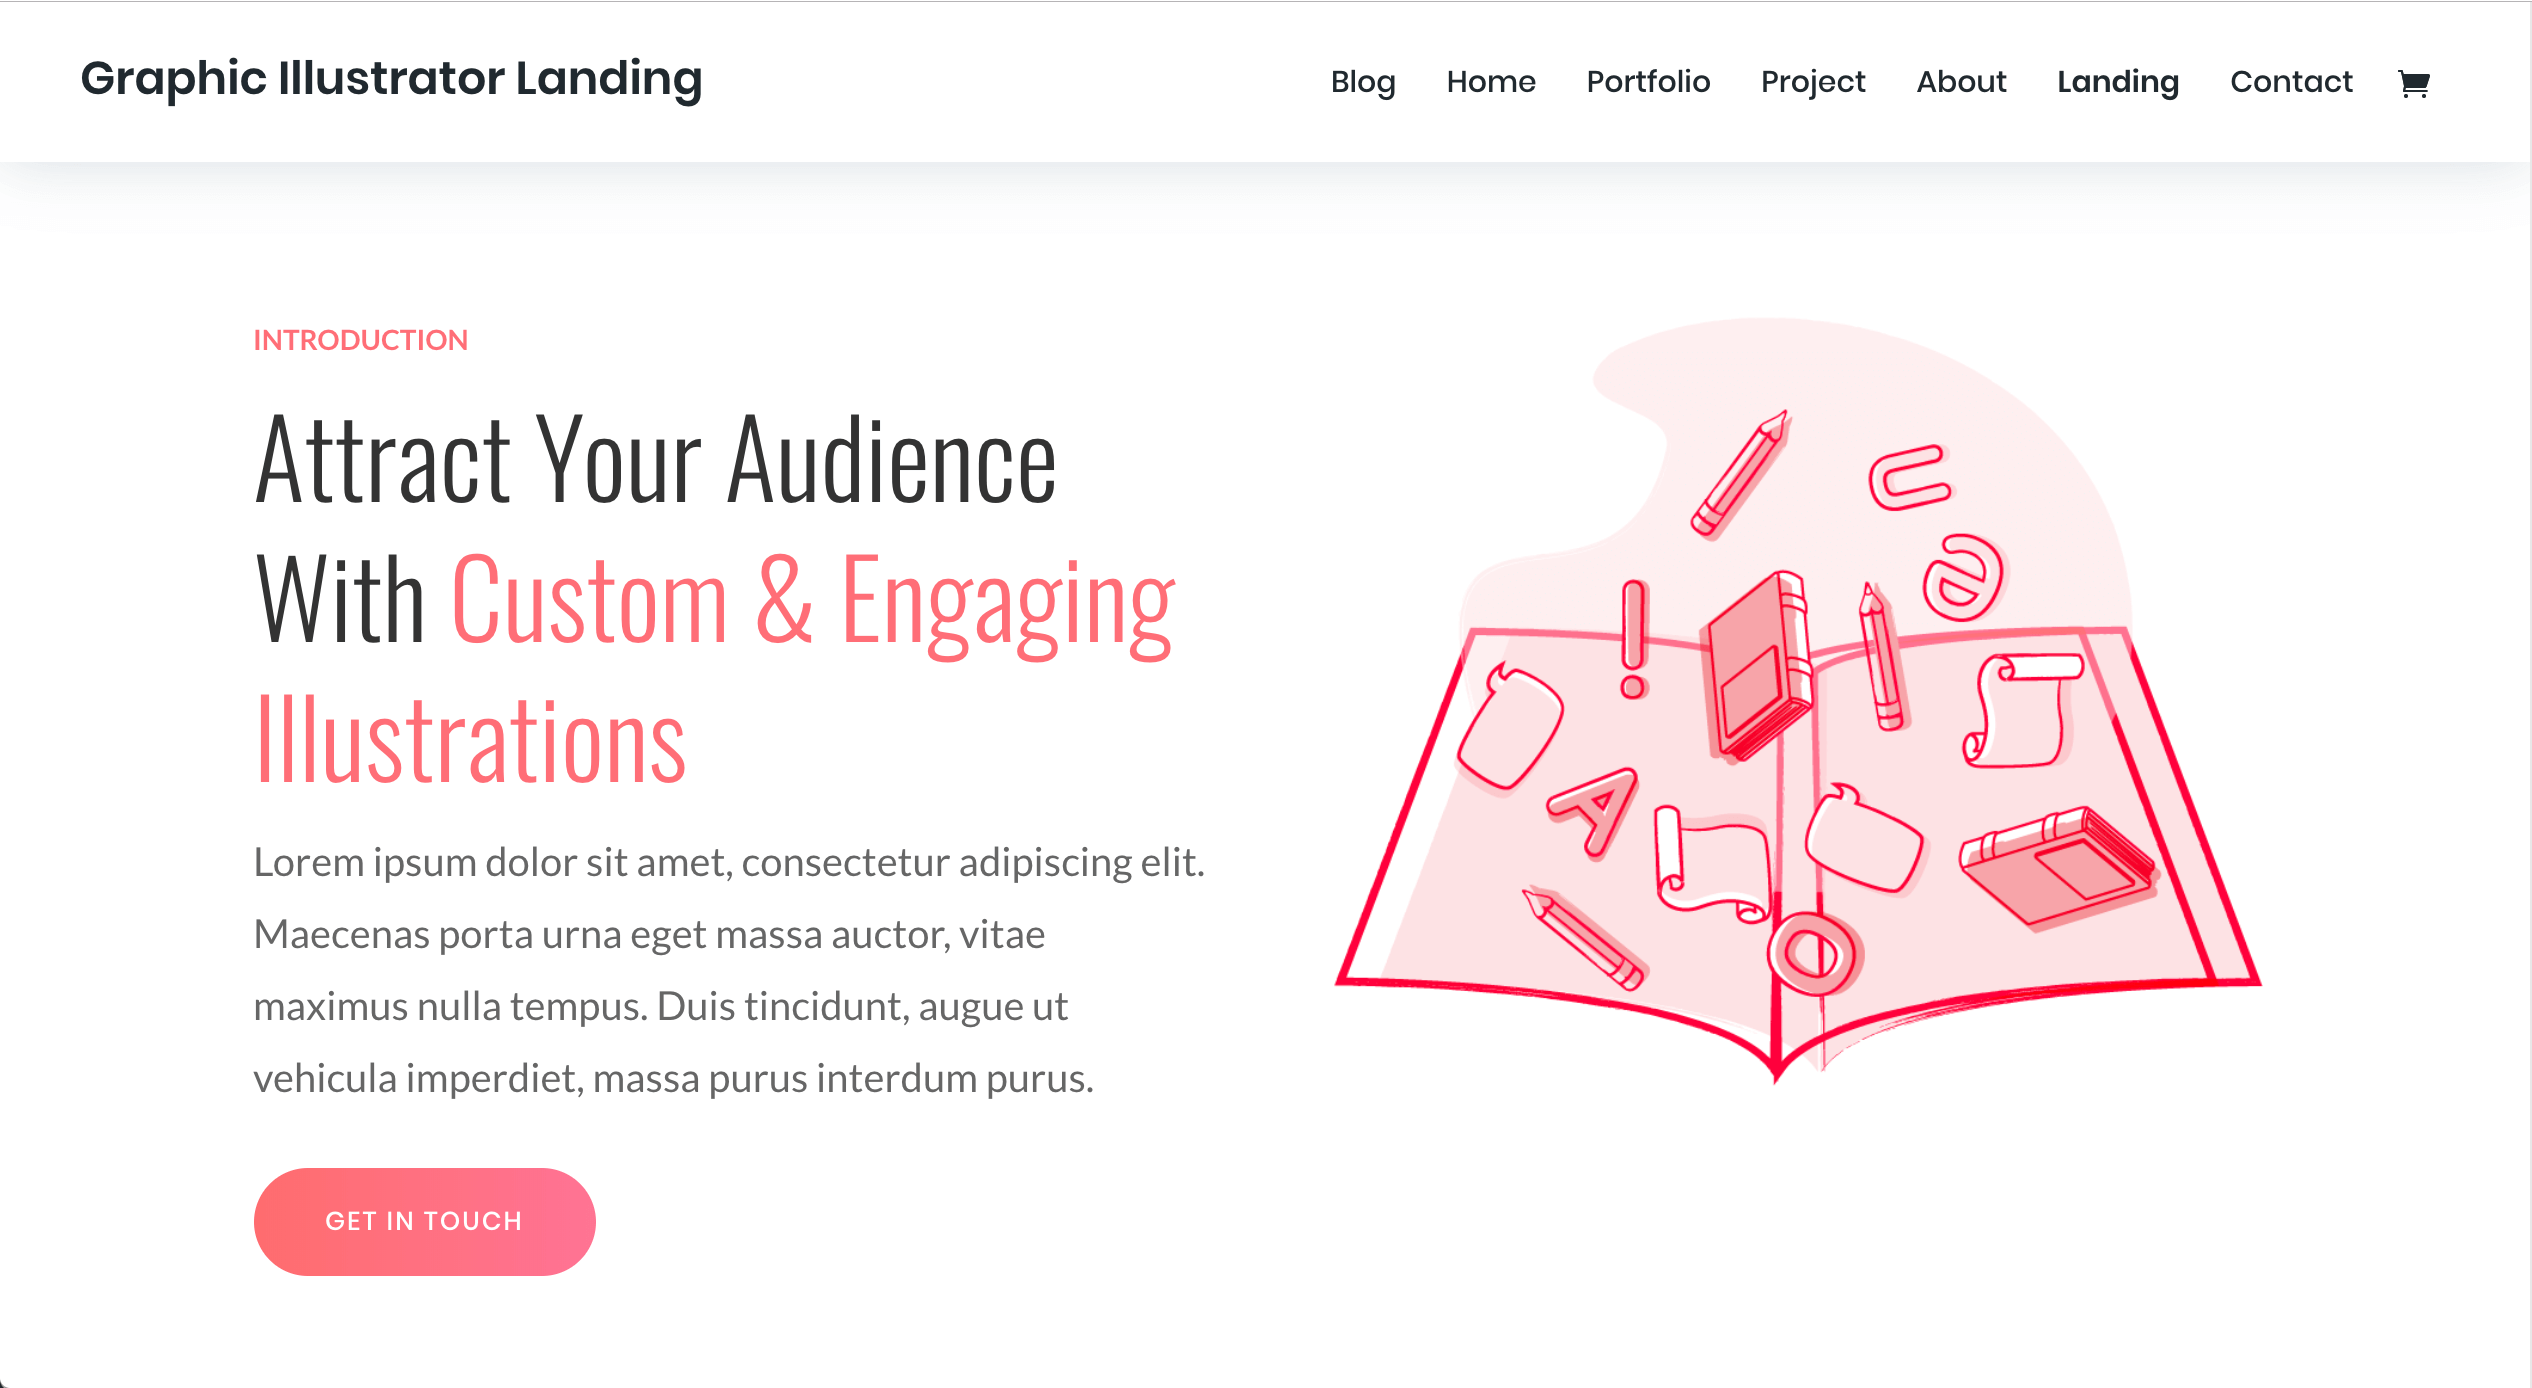 Graphic Illustrator Landing
Blog Home Portfolio Project About Landing Contact
INTRODUCTION
Attract Your Audience
With Custom & Engaging
Illustrations
Lorem ipsum dolor sit amet, consectetur adipiscing elit.
Maecenas porta urna eget massa auctor, vitae
maximus nulla tempus. Duis tincidunt, augue ut
vehicula imperdiet, massa purus interdum purus.
GET IN TOUCH
U
e
!
A
O